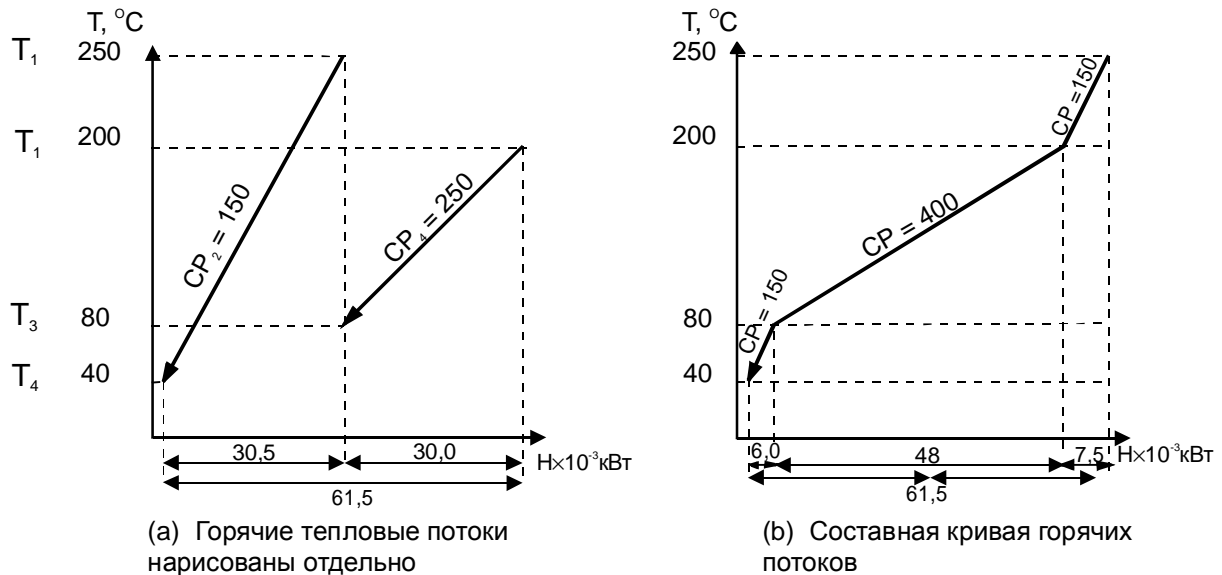 T, °C
T₁ 250
T₁ 200
T₃ 80
T₄ 40
CP₂ = 150
CP₄ = 250
30,5
30,0
H×10⁻³кВт
61,5
(a) Горячие тепловые потоки
нарисованы отдельно
T, °C
250
200
80
40
CP =150
CP = 400
CP = 150
6,0
48
7,5
H×10⁻³кВт
61,5
(b) Составная кривая горячих
потоков